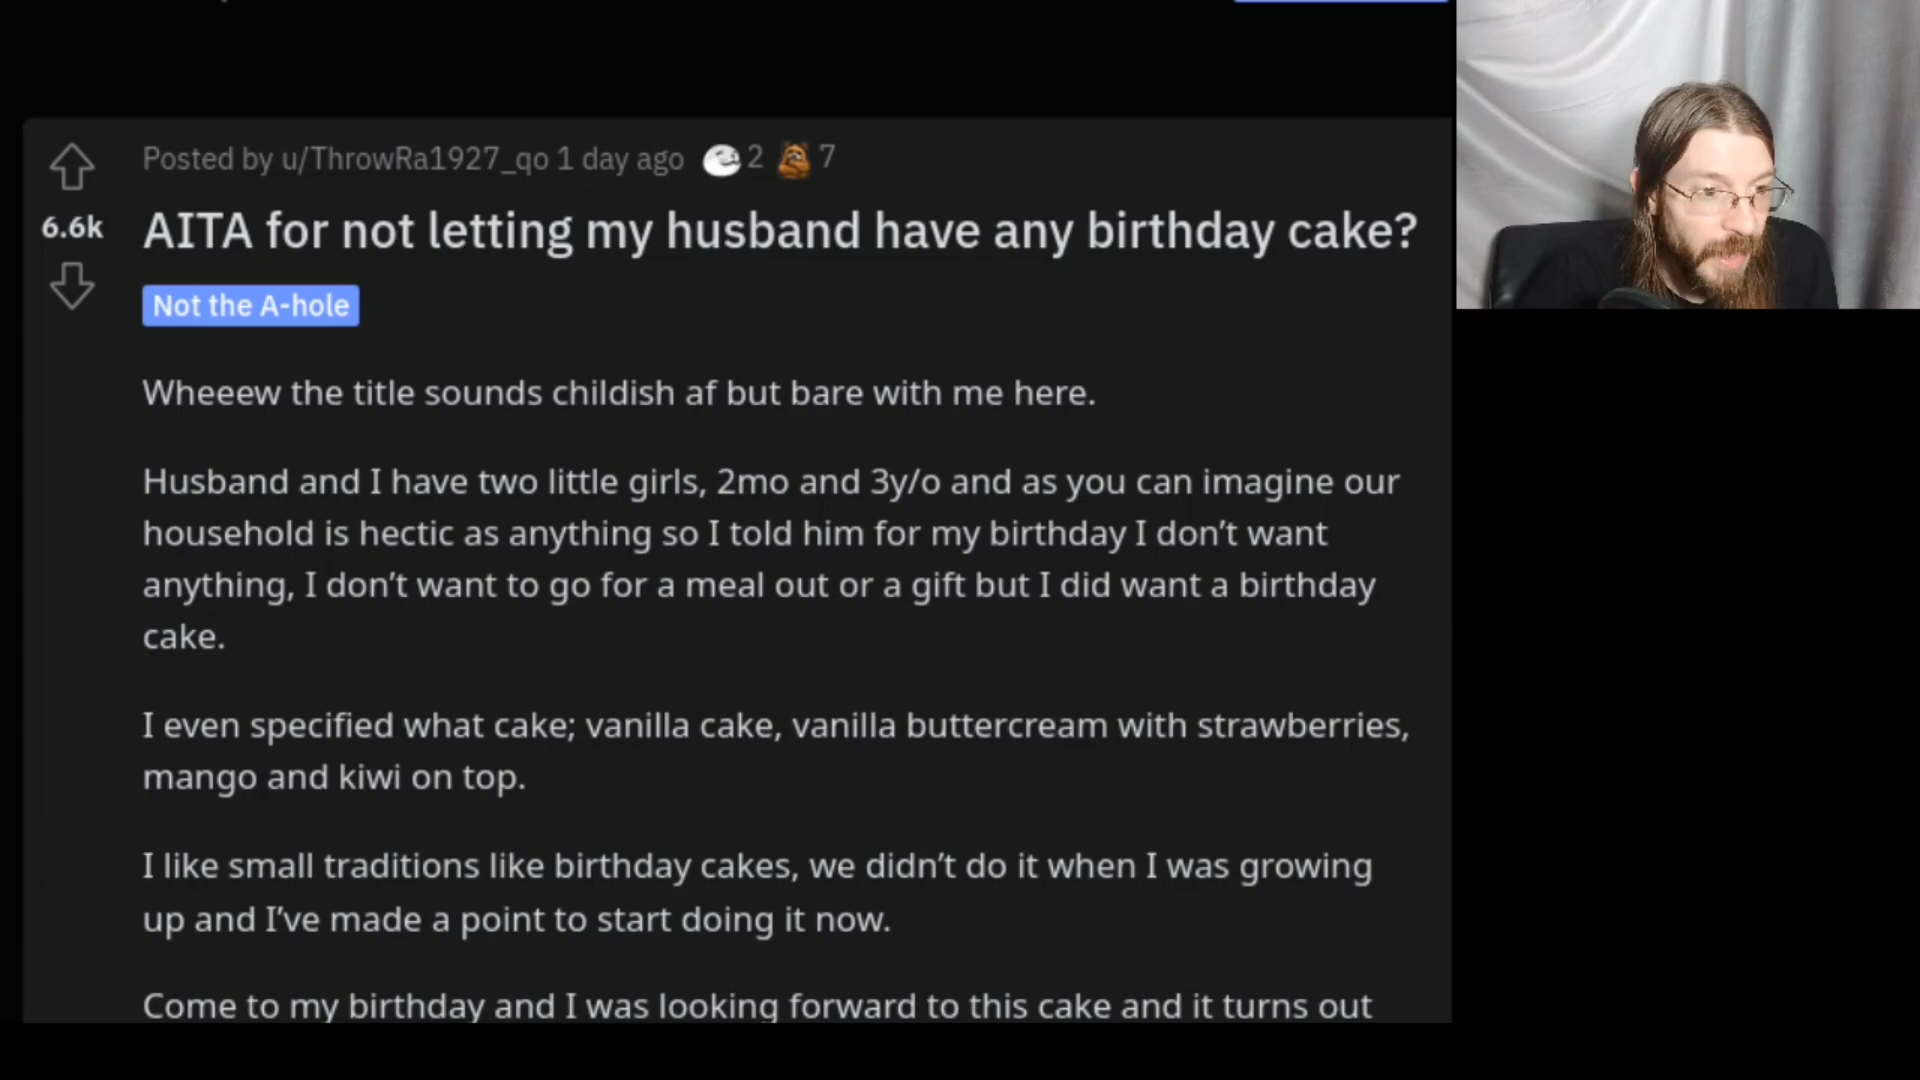 Posted by u/ThrowRa1927_qo 1 day ago 2 7
6.6k
AITA for not letting my husband have any birthday cake?
Not the A-hole
Wheeew the title sounds childish af but bare with me here.
Husband and I have two little girls, 2mo and 3y/o and as you can imagine our
household is hectic as anything so I told him for my birthday I don’t want
anything, I don’t want to go for a meal out or a gift but I did want a birthday
cake.
I even specified what cake; vanilla cake, vanilla buttercream with strawberries,
mango and kiwi on top.
I like small traditions like birthday cakes, we didn’t do it when I was growing
up and I’ve made a point to start doing it now.
Come to my birthday and I was looking forward to this cake and it turns out